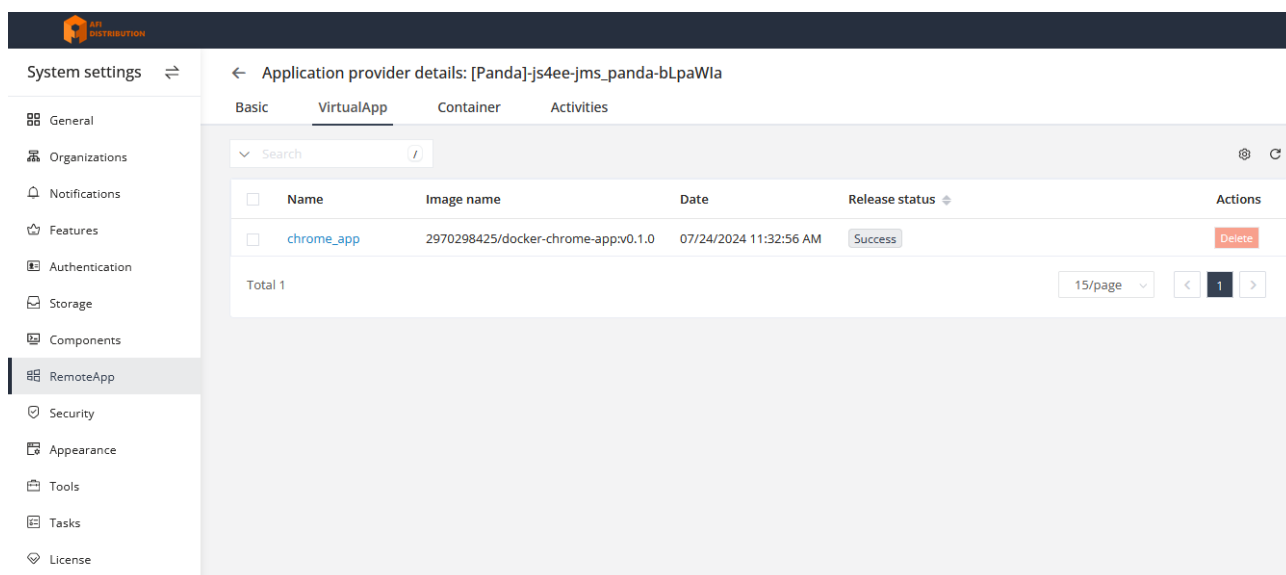 AFI
DISTRIBUTION
System settings
Application provider details: [Panda]-js4ee-jms_panda-bLpaWIa
Basic VirtualApp Container Activities
General
Organizations
Notifications
Features
Authentication
Storage
Components
RemoteApp
Security
Appearance
Tools
Tasks
License
Search /
Name Image name Date Release status Actions
chrome_app 2970298425/docker-chrome-app:v0.1.0 07/24/2024 11:32:56 AM Success Delete
Total 1 15/page 1